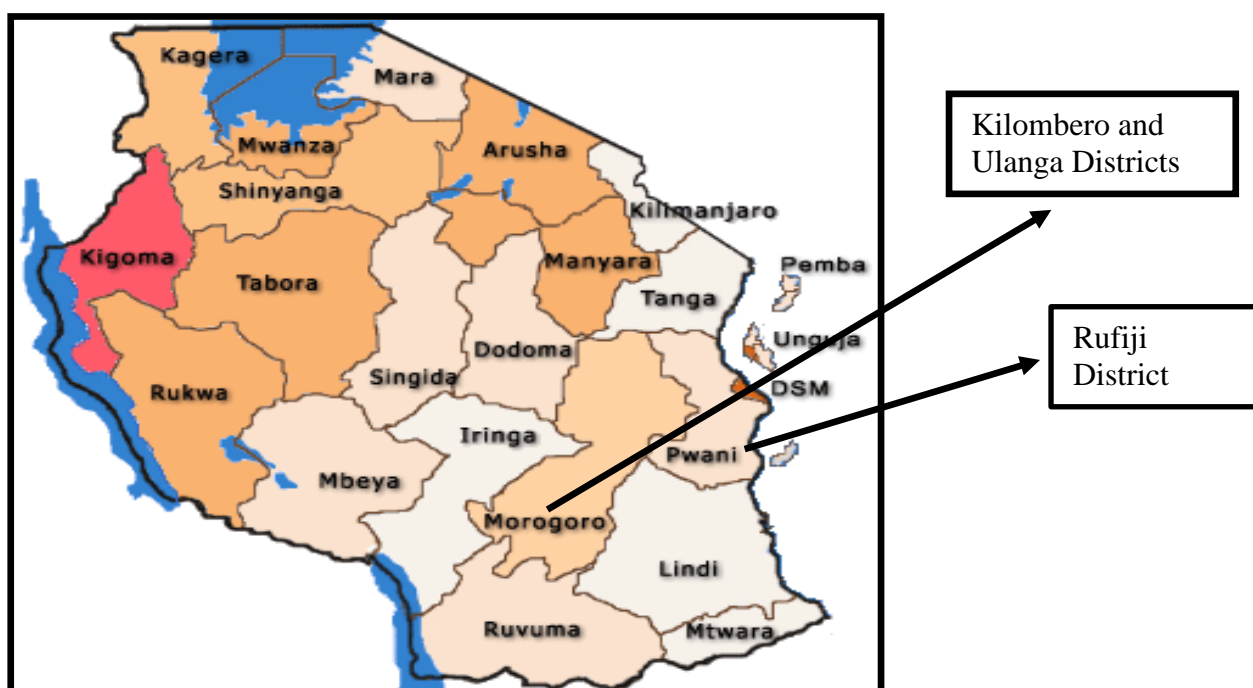 Kagera
Mara
Kilombero and
Ulanga Districts
Mwanza
Arusha
Shinyanga
Kilimanjaro
Kigoma
Manyara
Pemba
Tabora
Tanga
Unguja
Rufiji
District
Dodoma
Singida
DSM
Rukwa
Iringa
Pwani
Mbeya
Morogoro
Lindi
Ruvuma
Mtwara